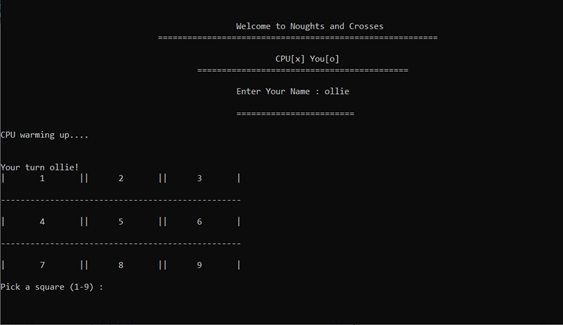 Welcome to Noughts and Crosses
=========================================================
CPU[x] You[o]
===========================================
Enter Your Name : ollie
========================
CPU warming up....
Your turn ollie!
|       1       ||      2       ||      3       |
-------------------------------------------------
|       4       ||      5       ||      6       |
-------------------------------------------------
|       7       ||      8       ||      9       |
Pick a square (1-9) :